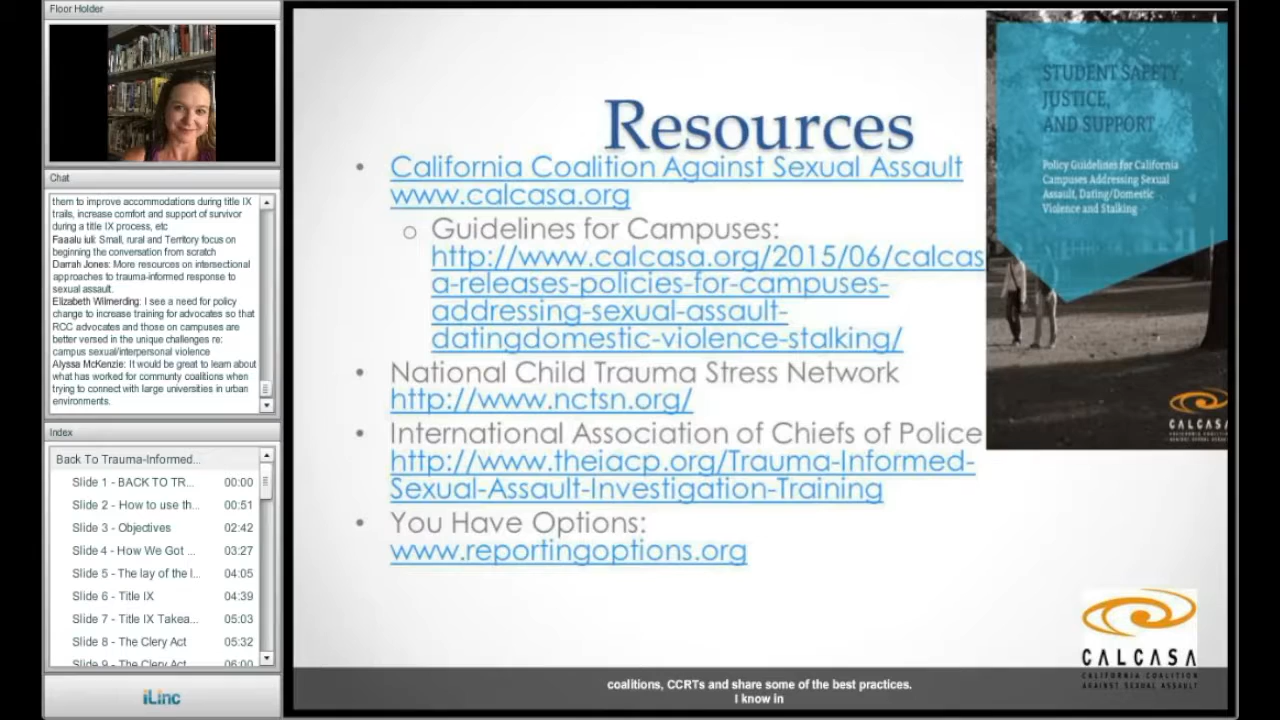 Floor Holder
Chat
them to improve accommodations during title IX
trails, increase comfort and support of survivor
during a title IX process, etc
Faaalu Iuli: Small, rural and Territory focus on
beginning the conversation from scratch
Darrah Jones: More resources on intersectional
approaches to trauma-informed response to
sexual assault.
Elizabeth Wilmerding: I see a need for policy
change to increase training for advocates so that
RCC advocates and those on campuses are
better versed in the unique challenges re:
campus sexual/interpersonal violence
Alyssa McKenzie: It would be great to learn about
what has worked for community coalitions when
trying to connect with large universities in urban
environments.
Index
Back To Trauma-Informed...
Slide 1 - BACK TO TR... 00:00
Slide 2 - How to use th... 00:51
Slide 3 - Objectives 02:42
Slide 4 - How We Got ... 03:27
Slide 5 - The lay of the l... 04:05
Slide 6 - Title IX 04:39
Slide 7 - Title IX Takea... 05:03
Slide 8 - The Clery Act 05:32
Slide 9 - The Clery Act 06:00
iLinc
Resources
• California Coalition Against Sexual Assault
www.calcasa.org
o Guidelines for Campuses:
http://www.calcasa.org/2015/06/calcas
a-releases-policies-for-campuses-
addressing-sexual-assault-
datingdomestic-violence-stalking/
• National Child Trauma Stress Network
http://www.nctsn.org/
• International Association of Chiefs of Police
http://www.theiacp.org/Trauma-Informed-
Sexual-Assault-Investigation-Training
• You Have Options:
www.reportingoptions.org
STUDENT SAFETY,
JUSTICE,
AND SUPPORT
Policy Guidelines for California
Campuses Addressing Sexual
Assault, Dating/Domestic
Violence and Stalking
CALCASA
CALIFORNIA COALITION
AGAINST SEXUAL ASSAULT
CALCASA
CALIFORNIA COALITION
AGAINST SEXUAL ASSAULT
coalitions, CCRTs and share some of the best practices.
I know in